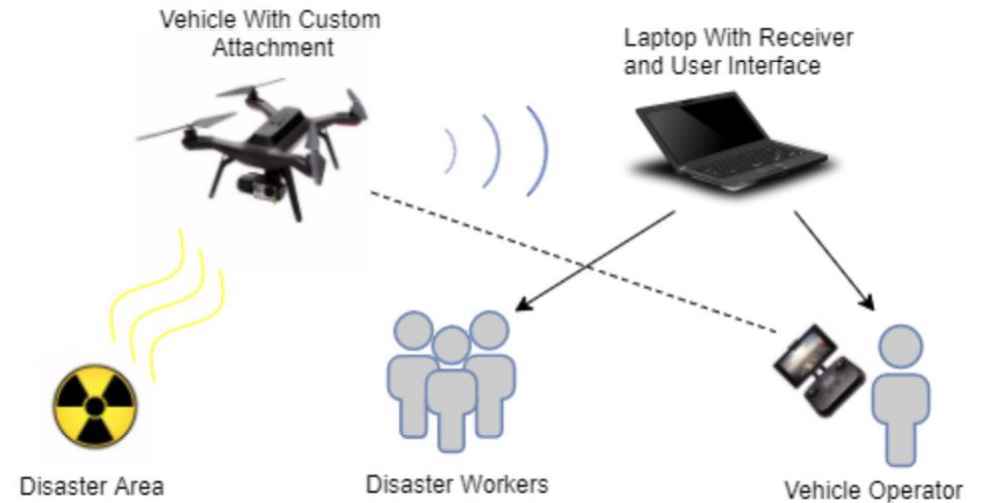 Vehicle With Custom
Attachment
Laptop With Receiver
and User Interface
Disaster Area
Disaster Workers
Vehicle Operator